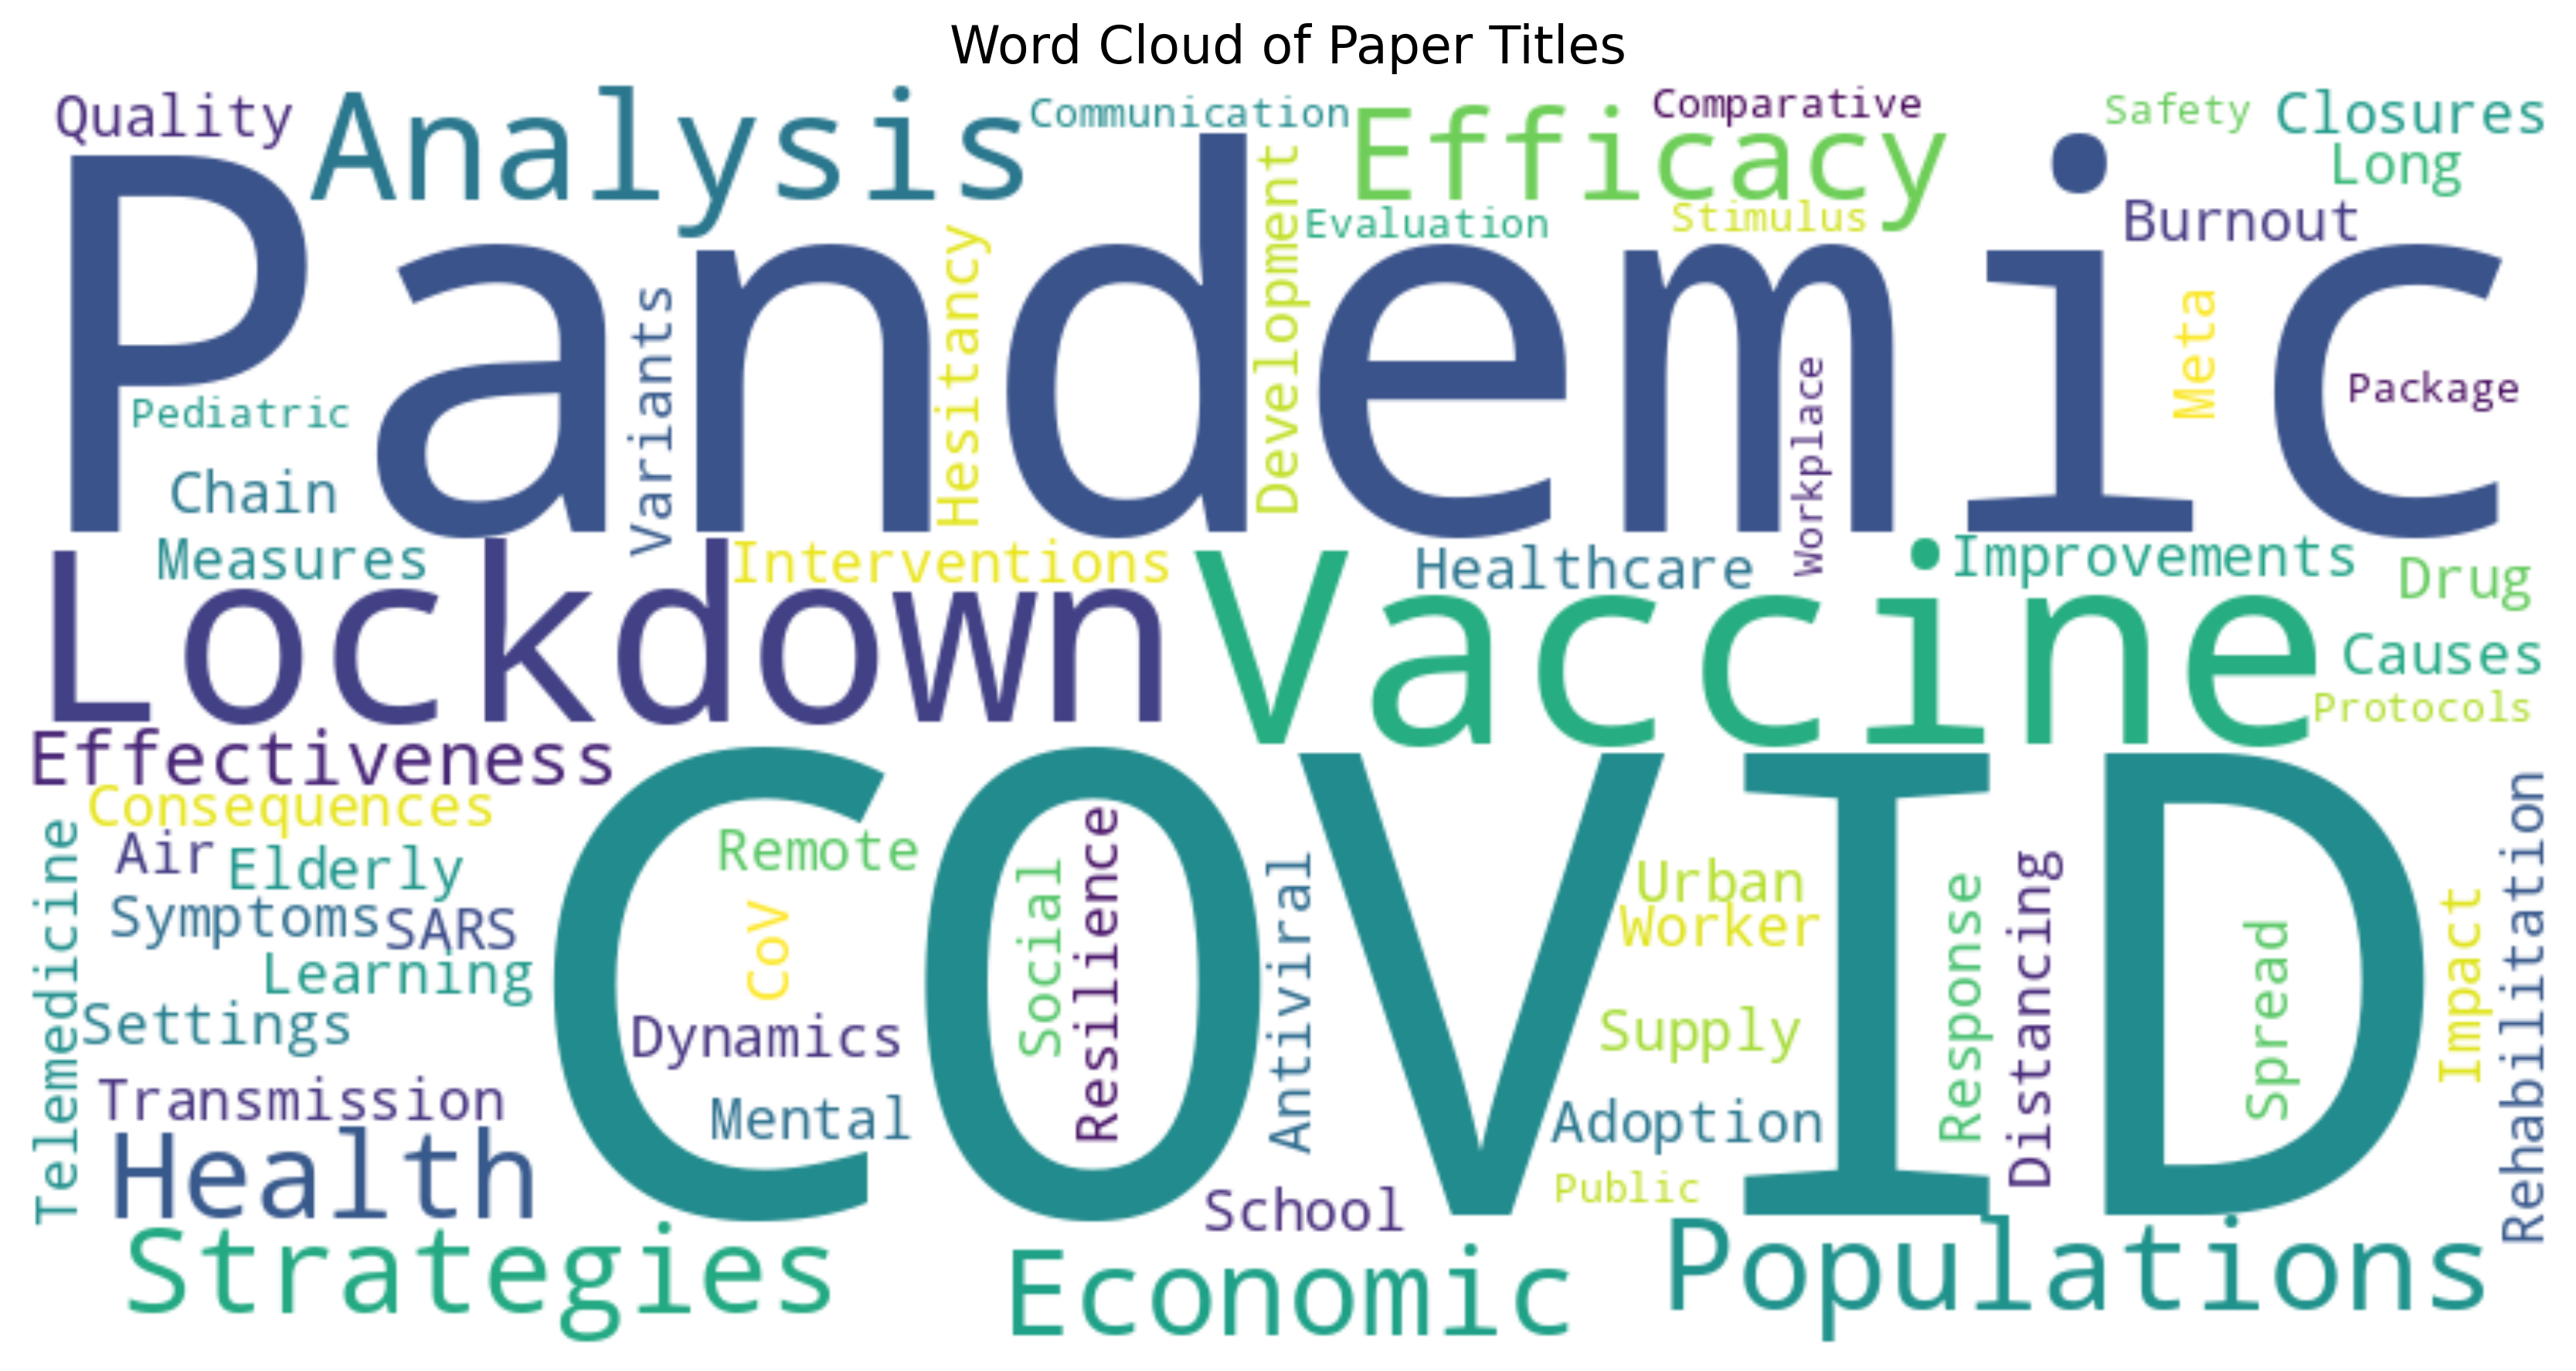 Word Cloud of Paper Titles
Quality
Analysis
Communication
Efficacy
Comparative
Safety
Closures
Long
Pandemic
Development
Evaluation
Stimulus
Burnout
Hesitancy
Variants
Meta
Workplace
Package
Pediatric
Chain
Measures
Interventions
Healthcare
Improvements
Drug
Lockdown
Vaccine
Causes
Protocols
Effectiveness
Consequences
COVID
Air
Elderly
Remote
Social
Resilience
Antiviral
Urban
Worker
Response
Distancing
Spread
Impact
Rehabilitation
Telemedicine
Symptoms
SARS
CoV
Learning
Settings
Dynamics
Supply
Transmission
Mental
Adoption
Health
School
Public
Strategies
Economic
Populations